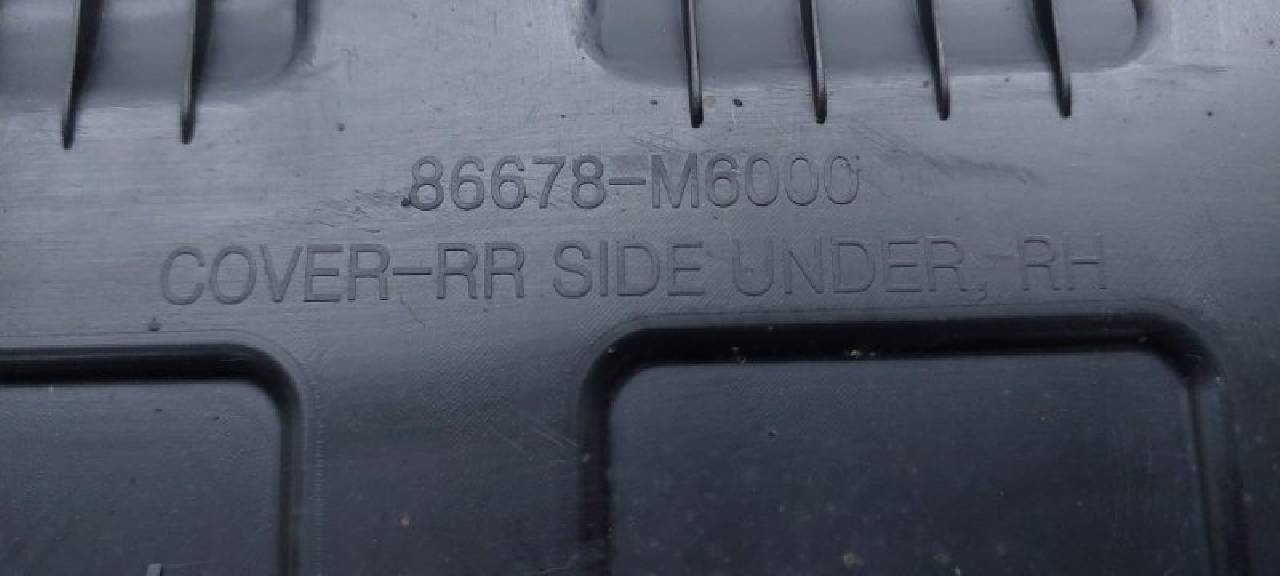 86678-M6000
COVER-RR SIDE UNDER, RH